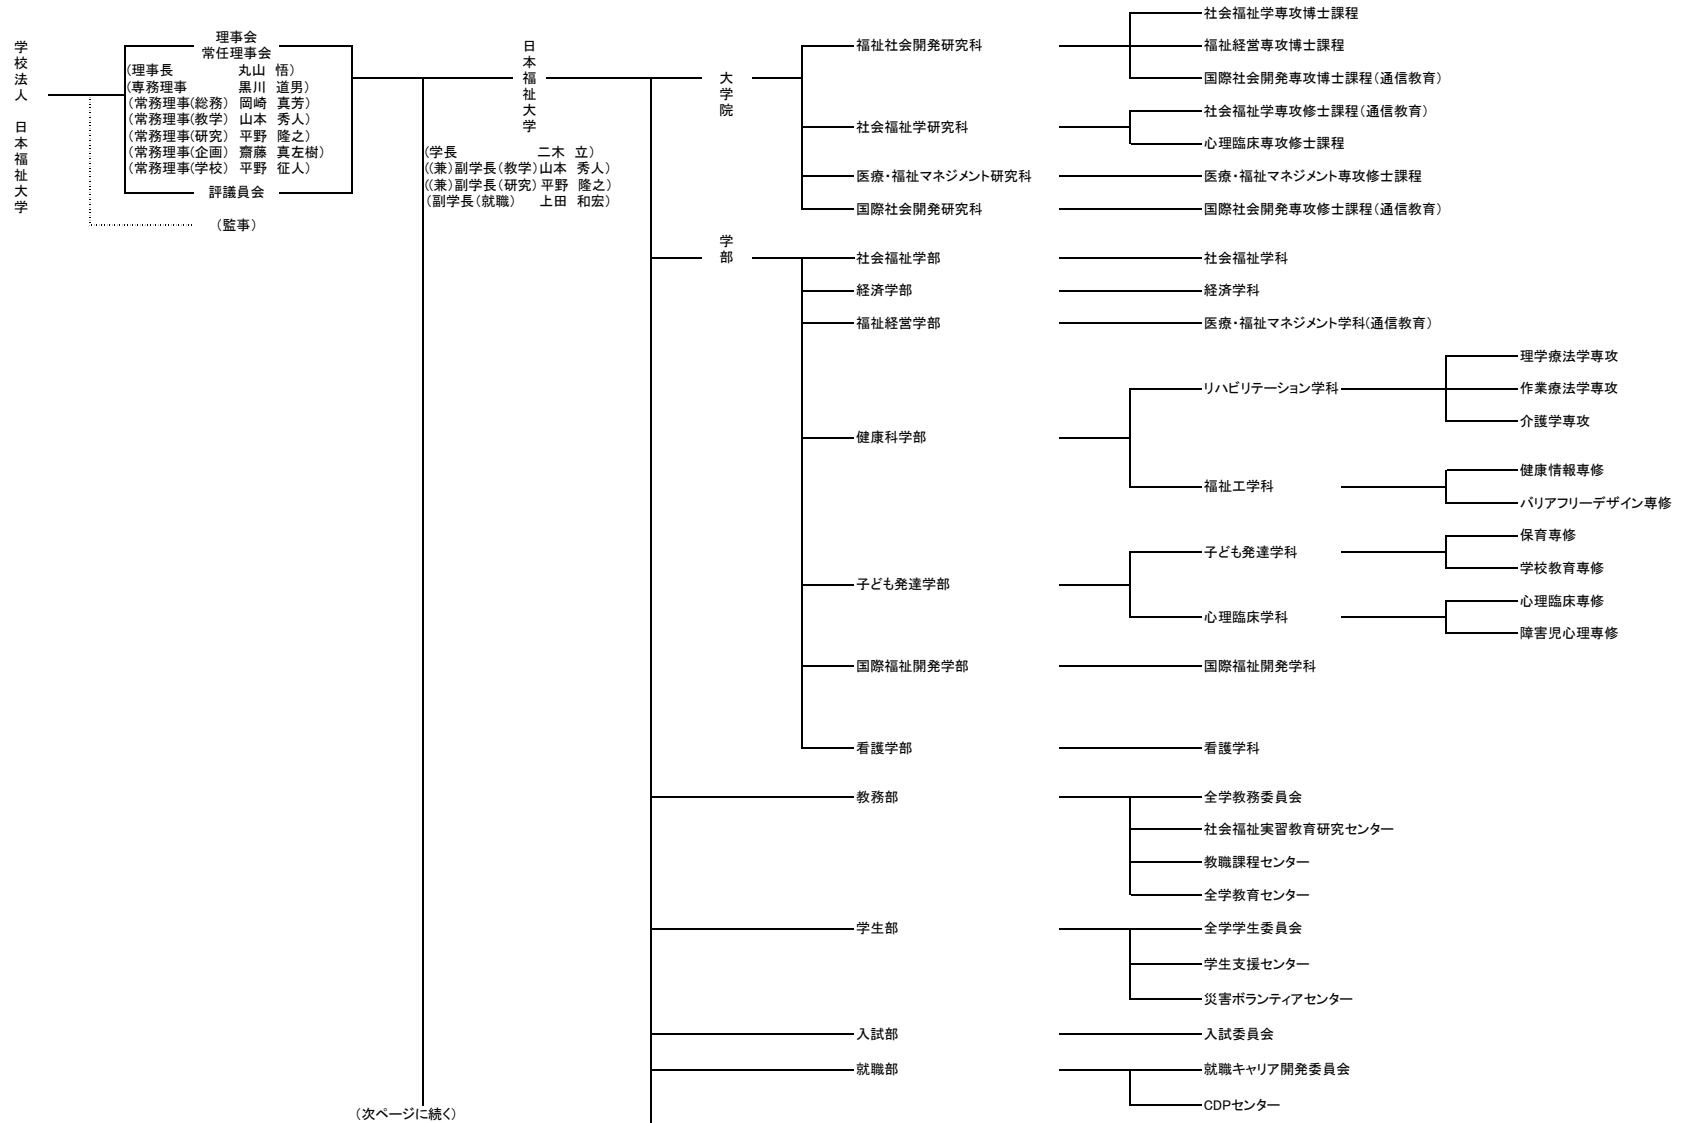 学校法人 日本福祉大学
理事会
常任理事会
(理事長 丸山 悟)
(専務理事 黒川 道男)
(常務理事(総務) 岡崎 真芳)
(常務理事(教学) 山本 秀人)
(常務理事(研究) 平野 隆之)
(常務理事(企画) 齋藤 真左樹)
(常務理事(学校) 平野 征人)
評議員会
(監事)
日本福祉大学
(学長 二木 立)
((兼)副学長(教学)山本 秀人)
((兼)副学長(研究)平野 隆之)
(副学長(就職) 上田 和宏)
大学院
福祉社会開発研究科
社会福祉学専攻博士課程
福祉経営専攻博士課程
国際社会開発専攻博士課程(通信教育)
社会福祉学研究科
社会福祉学専攻修士課程(通信教育)
心理臨床専攻修士課程
医療・福祉マネジメント研究科
医療・福祉マネジメント専攻修士課程
国際社会開発研究科
国際社会開発専攻修士課程(通信教育)
学部
社会福祉学部
社会福祉学科
経済学部
経済学科
福祉経営学部
医療・福祉マネジメント学科(通信教育)
健康科学部
リハビリテーション学科
理学療法学専攻
作業療法学専攻
介護学専攻
福祉工学科
健康情報専修
バリアフリーデザイン専修
子ども発達学部
子ども発達学科
保育専修
学校教育専修
心理臨床学科
心理臨床専修
障害児心理専修
国際福祉開発学部
国際福祉開発学科
看護学部
看護学科
教務部
全学教務委員会
社会福祉実習教育研究センター
教職課程センター
全学教育センター
学生部
全学学生委員会
学生支援センター
災害ボランティアセンター
入試部
入試委員会
就職部
就職キャリア開発委員会
CDPセンター
(次ページに続く)